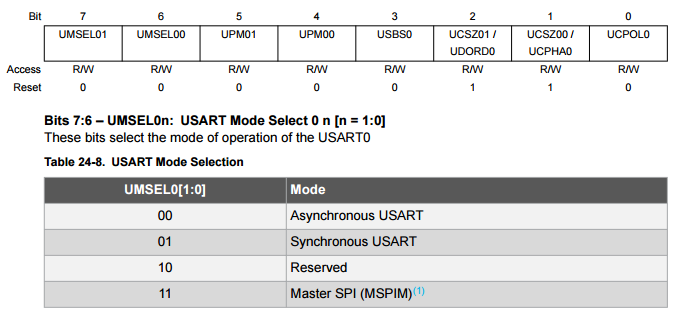 Bit 7 6 5 4 3 2 1 0
UMSEL01 UMSEL00 UPM01 UPM00 USBS0 UCSZ01 / UCSZ00 / UCPOL0
UDORD0 UCPHA0
Access R/W R/W R/W R/W R/W R/W R/W R/W
Reset 0 0 0 0 0 1 1 0
Bits 7:6 – UMSEL0n: USART Mode Select 0 n [n = 1:0]
These bits select the mode of operation of the USART0
Table 24-8. USART Mode Selection
UMSEL0[1:0] Mode
00 Asynchronous USART
01 Synchronous USART
10 Reserved
11 Master SPI (MSPIM)(1)